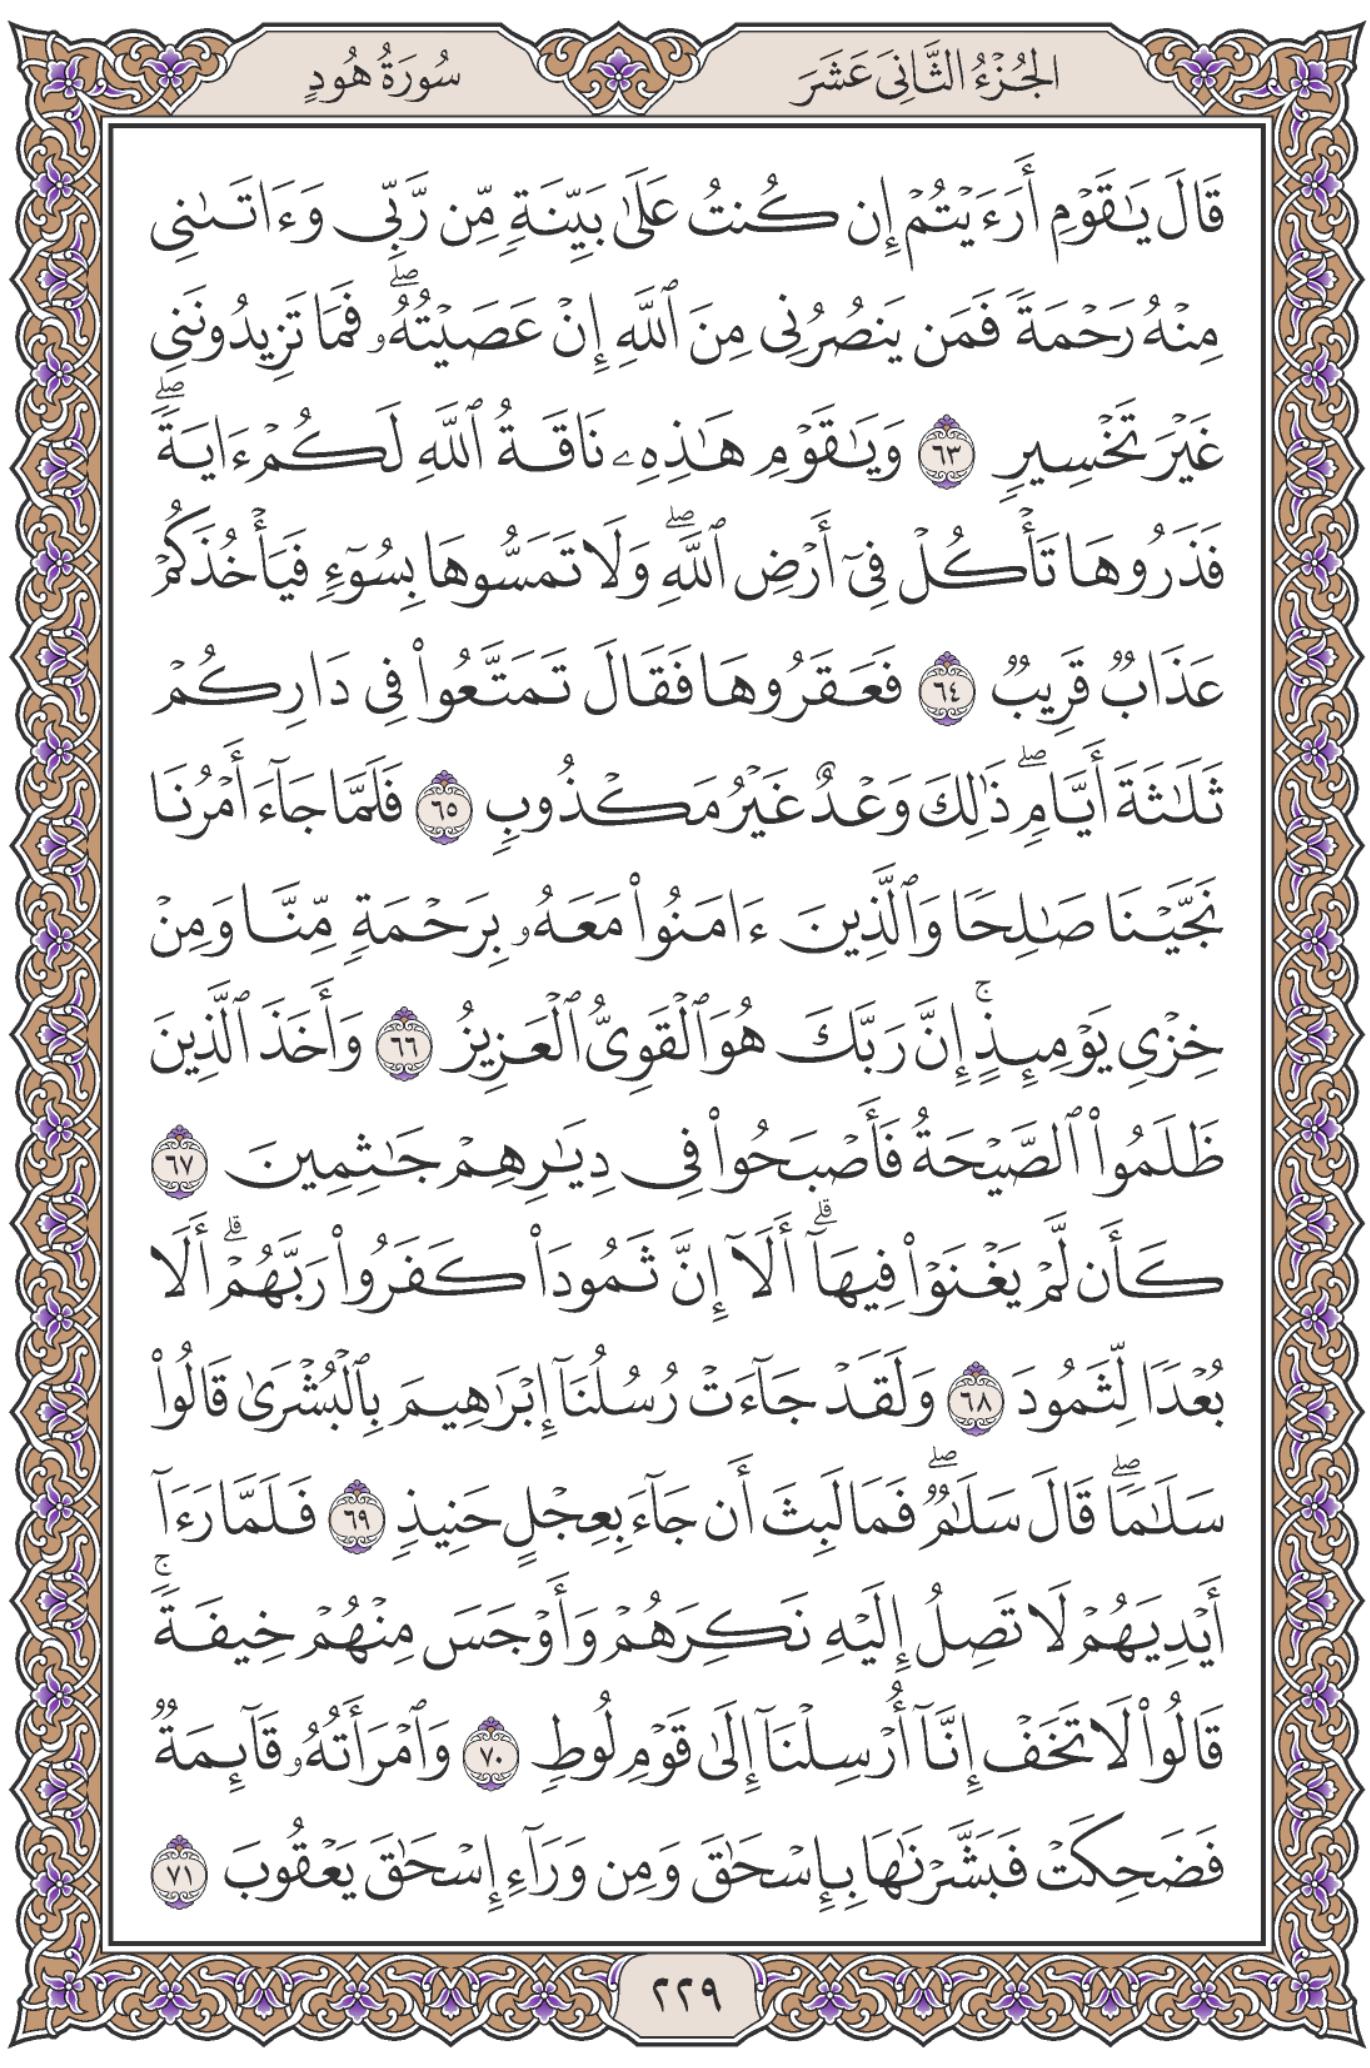 الجُزْءُ الثَّانِيَ عَشَرَ
سُورَةُ هُودٍ
قَالَ يَٰقَوْمِ أَرَءَيْتُمْ إِن كُنتُ عَلَىٰ بَيِّنَةٍ مِّن رَّبِّي وَءَاتَىٰنِي
مِنْهُ رَحْمَةً فَمَن يَنصُرُنِي مِنَ ٱللَّهِ إِنْ عَصَيْتُهُۥۖ فَمَا تَزِيدُونَنِي
غَيْرَ تَخْسِيرٍ ٦٣ وَيَٰقَوْمِ هَٰذِهِۦ نَاقَةُ ٱللَّهِ لَكُمْ ءَايَةًۖ
فَذَرُوهَا تَأْكُلْ فِيٓ أَرْضِ ٱللَّهِۖ وَلَا تَمَسُّوهَا بِسُوٓءٍ فَيَأْخُذَكُمْ
عَذَابٌ قَرِيبٌ ٦٤ فَعَقَرُوهَا فَقَالَ تَمَتَّعُوا۟ فِي دَارِكُمْ
ثَلَٰثَةَ أَيَّامٍۖ ذَٰلِكَ وَعْدٌ غَيْرُ مَكْذُوبٍ ٦٥ فَلَمَّا جَآءَ أَمْرُنَا
نَجَّيْنَا صَٰلِحًا وَٱلَّذِينَ ءَامَنُوا۟ مَعَهُۥ بِرَحْمَةٍ مِّنَّا وَمِنْ
خِزْيِ يَوْمِئِذٍۚ إِنَّ رَبَّكَ هُوَ ٱلْقَوِيُّ ٱلْعَزِيزُ ٦٦ وَأَخَذَ ٱلَّذِينَ
ظَلَمُوا۟ ٱلصَّيْحَةُ فَأَصْبَحُوا۟ فِي دِيَٰرِهِمْ جَٰثِمِينَ ٦٧
كَأَن لَّمْ يَغْنَوْا۟ فِيهَآۗ أَلَآ إِنَّ ثَمُودَا۟ كَفَرُوا۟ رَبَّهُمْۗ أَلَا
بُعْدًا لِّثَمُودَ ٦٨ وَلَقَدْ جَآءَتْ رُسُلُنَآ إِبْرَٰهِيمَ بِٱلْبُشْرَىٰ قَالُوا۟
سَلَٰمًاۖ قَالَ سَلَٰمٌۖ فَمَا لَبِثَ أَن جَآءَ بِعِجْلٍ حَنِيذٍ ٦٩ فَلَمَّا رَءَآ
أَيْدِيَهُمْ لَا تَصِلُ إِلَيْهِ نَكِرَهُمْ وَأَوْجَسَ مِنْهُمْ خِيفَةًۚ
قَالُوا۟ لَا تَخَفْ إِنَّآ أُرْسِلْنَآ إِلَىٰ قَوْمِ لُوطٍ ٧٠ وَٱمْرَأَتُهُۥ قَآئِمَةٌ
فَضَحِكَتْ فَبَشَّرْنَٰهَا بِإِسْحَٰقَ وَمِن وَرَآءِ إِسْحَٰقَ يَعْقُوبَ ٧١
٢٢٩